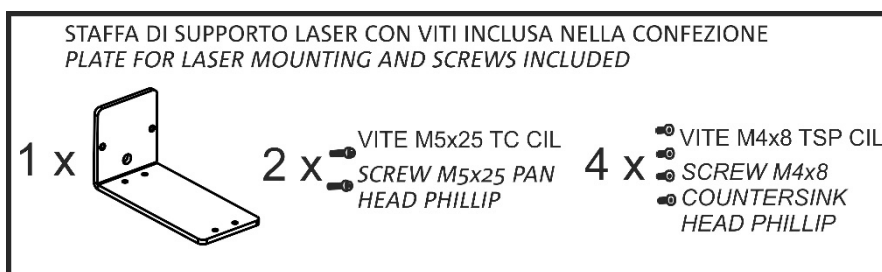 STAFFA DI SUPPORTO LASER CON VITI INCLUSA NELLA CONFEZIONE
PLATE FOR LASER MOUNTING AND SCREWS INCLUDED
1 x
2 x
VITE M5x25 TC CIL
SCREW M5x25 PAN
HEAD PHILLIP
4 x
VITE M4x8 TSP CIL
SCREW M4x8
COUNTERSINK
HEAD PHILLIP